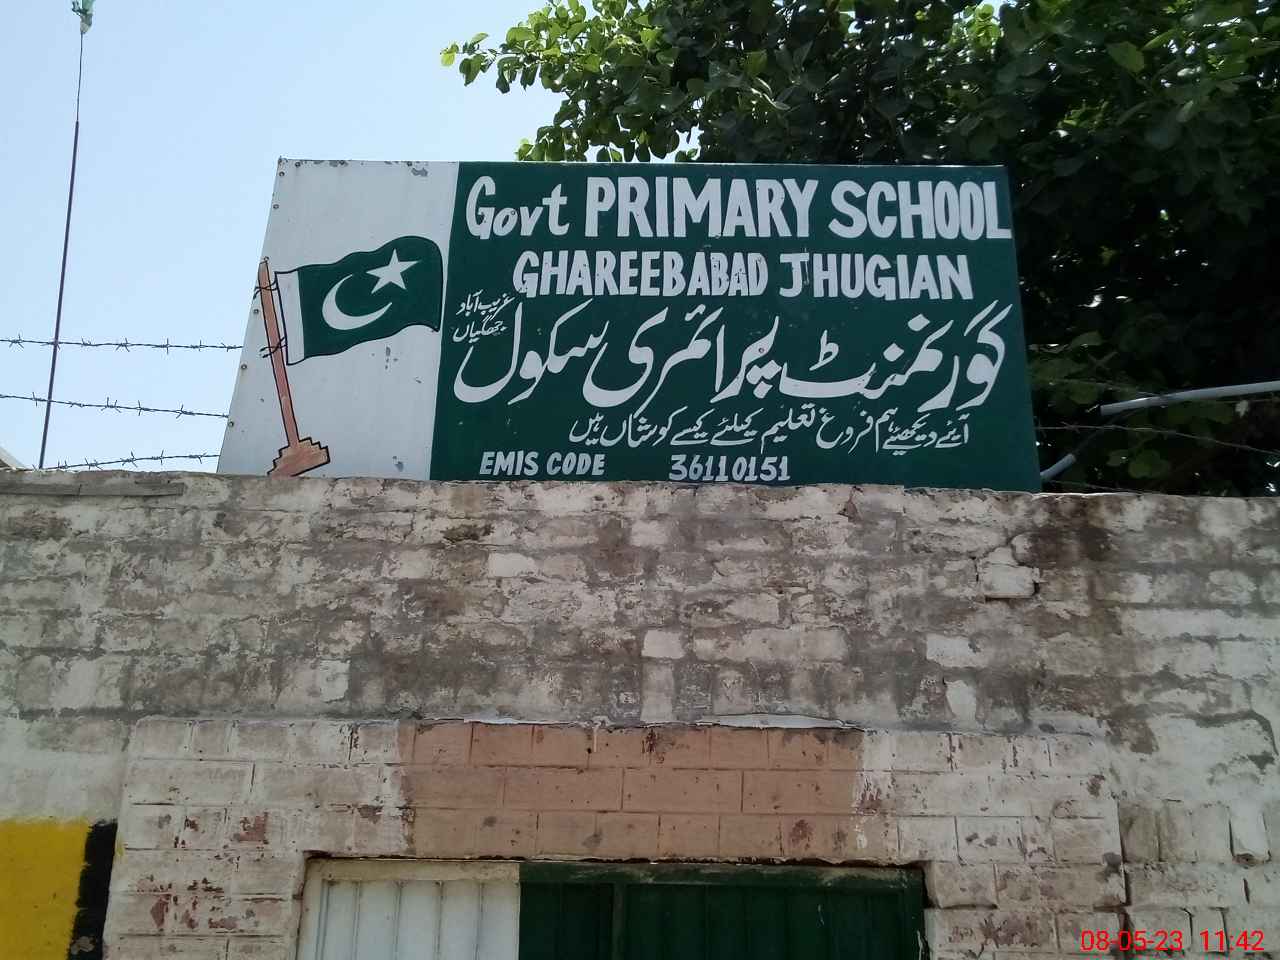 Govt PRIMARY SCHOOL
GHAREEBABAD JHUGIAN
گورنمنٹ پرائمری سکول
غریب آباد
جھگیاں
آیئے دیکھیئے ہم فروغ تعلیم کیلئے کیسے کوشاں ہیں
EMIS CODE 36110151
08-05-23 11:42